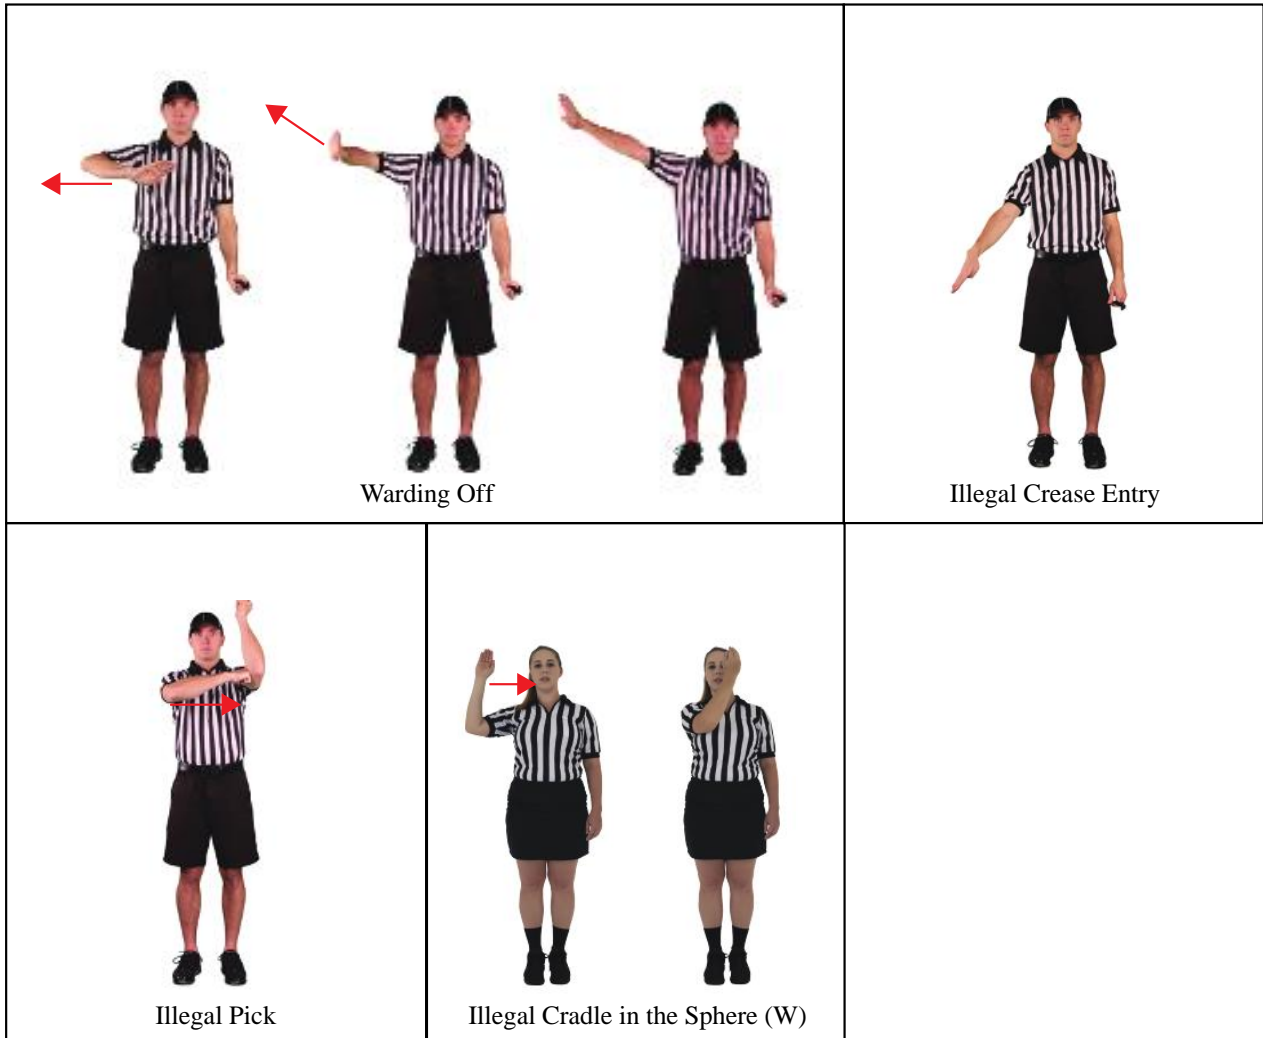 Warding Off
Illegal Crease Entry
Illegal Pick
Illegal Cradle in the Sphere (W)